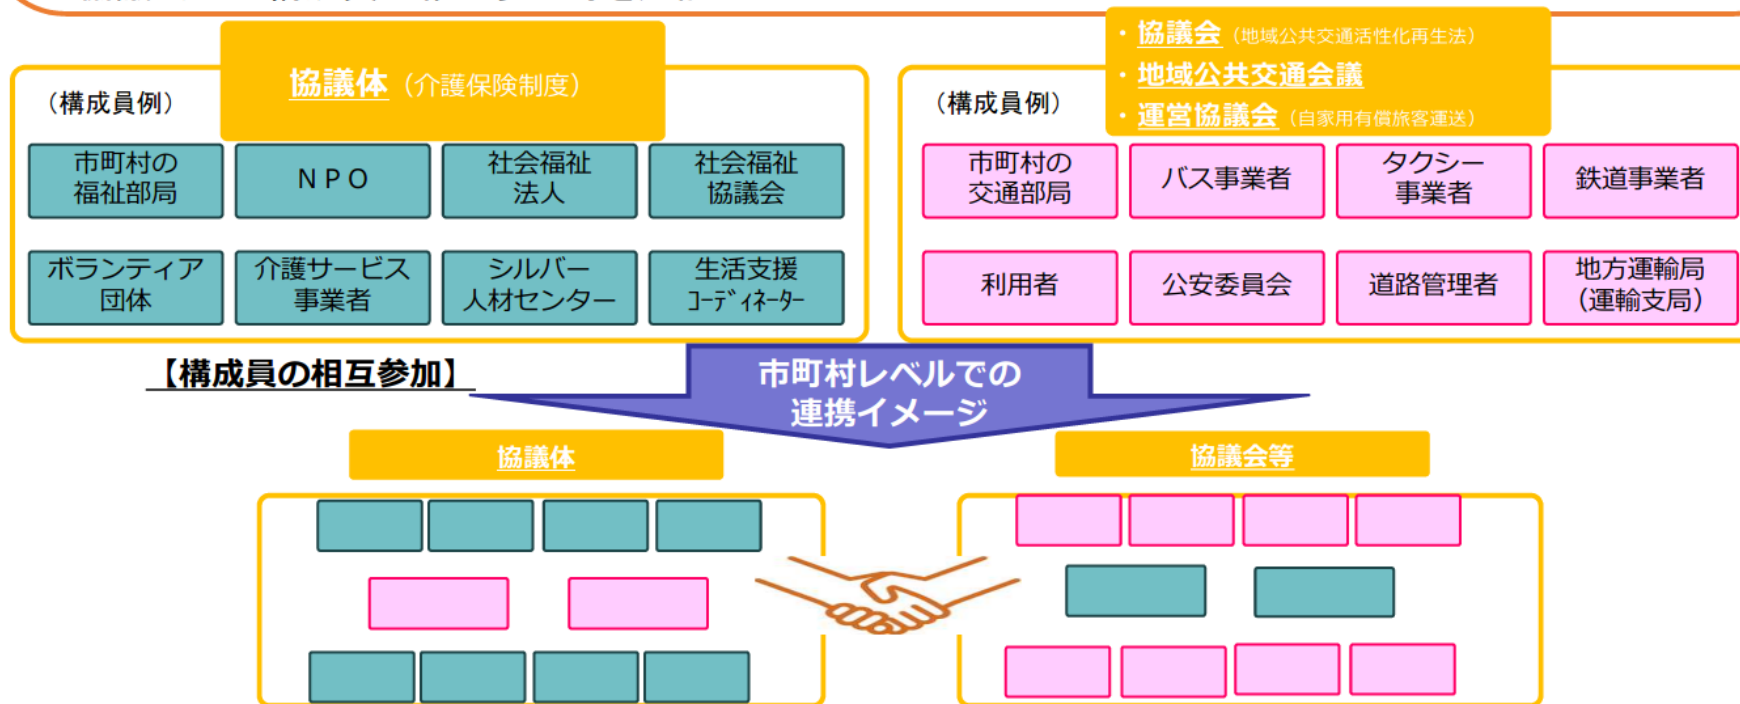 協議体（介護保険制度）
（構成員例）
市町村の
福祉部局
ＮＰＯ
社会福祉
法人
社会福祉
協議会
ボランティア
団体
介護サービス
事業者
シルバー
人材センター
生活支援
ｺｰﾃﾞｨﾈｰﾀｰ
・協議会（地域公共交通活性化再生法）
・地域公共交通会議
・運営協議会（自家用有償旅客運送）
（構成員例）
市町村の
交通部局
バス事業者
タクシー
事業者
鉄道事業者
利用者
公安委員会
道路管理者
地方運輸局
（運輸支局）
【構成員の相互参加】
市町村レベルでの
連携イメージ
協議体
協議会等